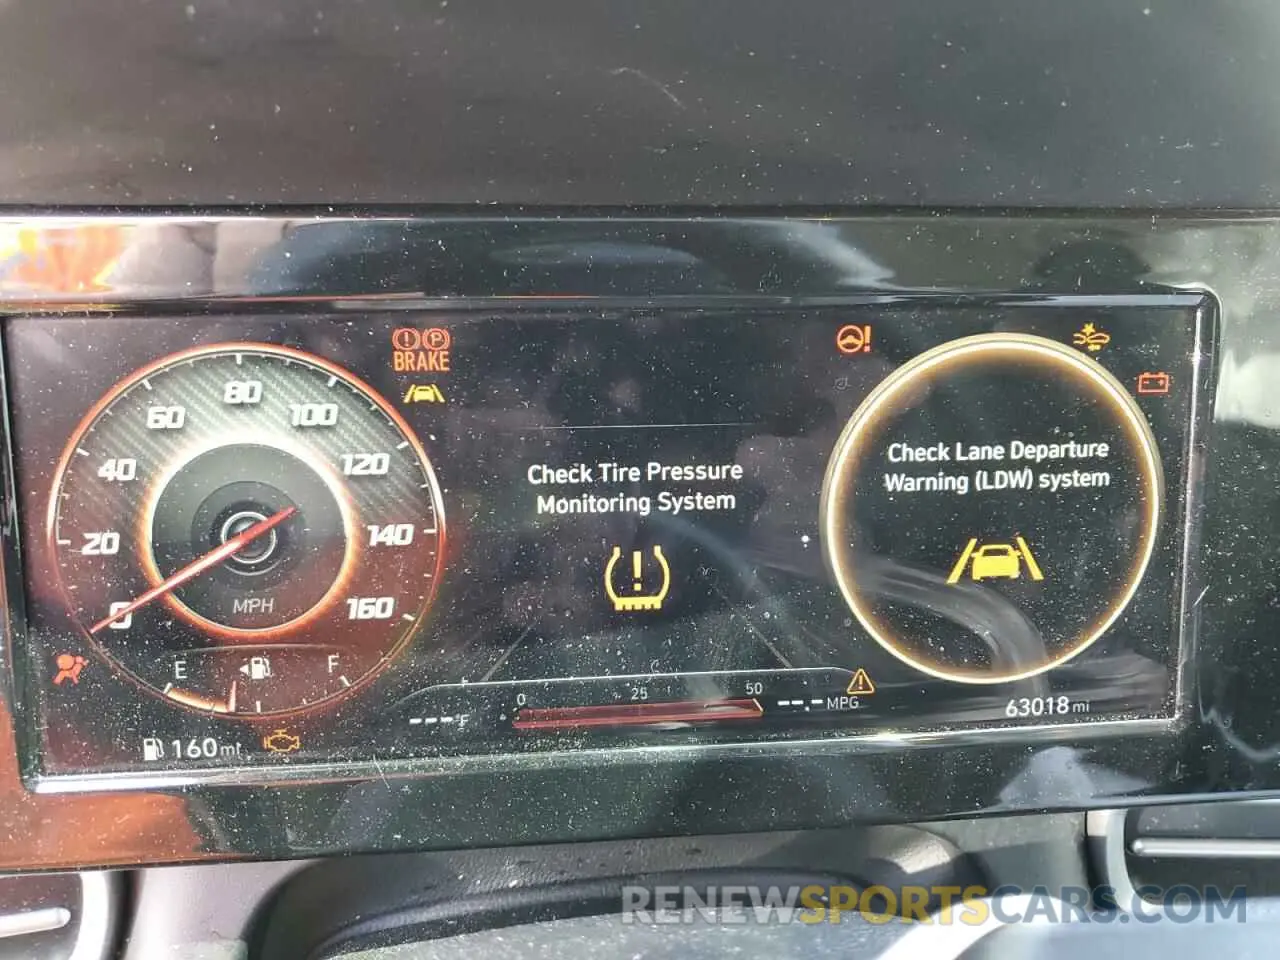 BRAKE
80
60
100
40
120
20
140
0
160
MPH
E
F
160mi
Check Tire Pressure
Monitoring System
0
25
50
---°F
--.-MPG
Check Lane Departure
Warning (LDW) system
63018 mi
RENEWSPORTSCARS.COM